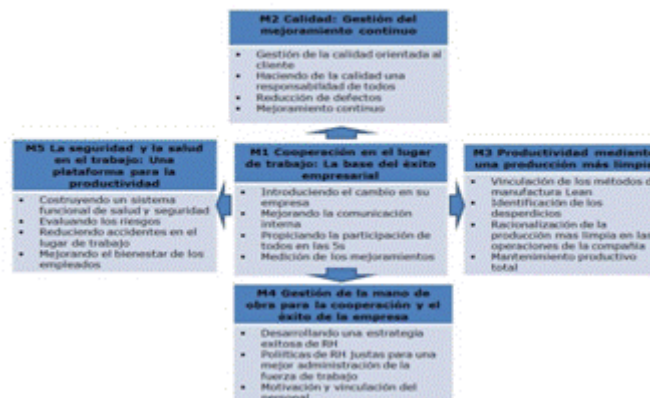 M2 Calidad: Gestión del
mejoramiento continuo
• Gestión de la calidad orientada al
cliente
• Haciendo de la calidad una
responsabilidad de todos
• Reducción de defectos
• Mejoramiento continuo
M5 La seguridad y la salud
en el trabajo: Una
plataforma para la
productividad
• Costruyendo un sistema
funcional de salud y seguridad
• Evaluando los riesgos
• Reduciendo accidentes en el
lugar de trabajo
• Mejorando el bienestar de los
empleados
M1 Cooperación en el lugar
de trabajo: La base del éxito
empresarial
• Introduciendo el cambio en su
empresa
• Mejorando la comunicación
interna
• Propiciando la participación de
todos en las 5s
• Medición de los mejoramientos
M3 Productividad mediante
una producción más limpia
• Vinculación de los métodos d
manufactura Lean
• Identificación de los
desperdicios
• Racionalización de la
producción mas limpia en las
operaciones de la compañía
• Mantenimiento productivo
total
M4 Gestión de la mano de
obra para la cooperación y el
éxito de la empresa
• Desarrollando una estrategia
exitosa de RH
• Políticas de RH justas para una
mejor administración de la
fuerza de trabajo
• Motivación y vinculación del
personal